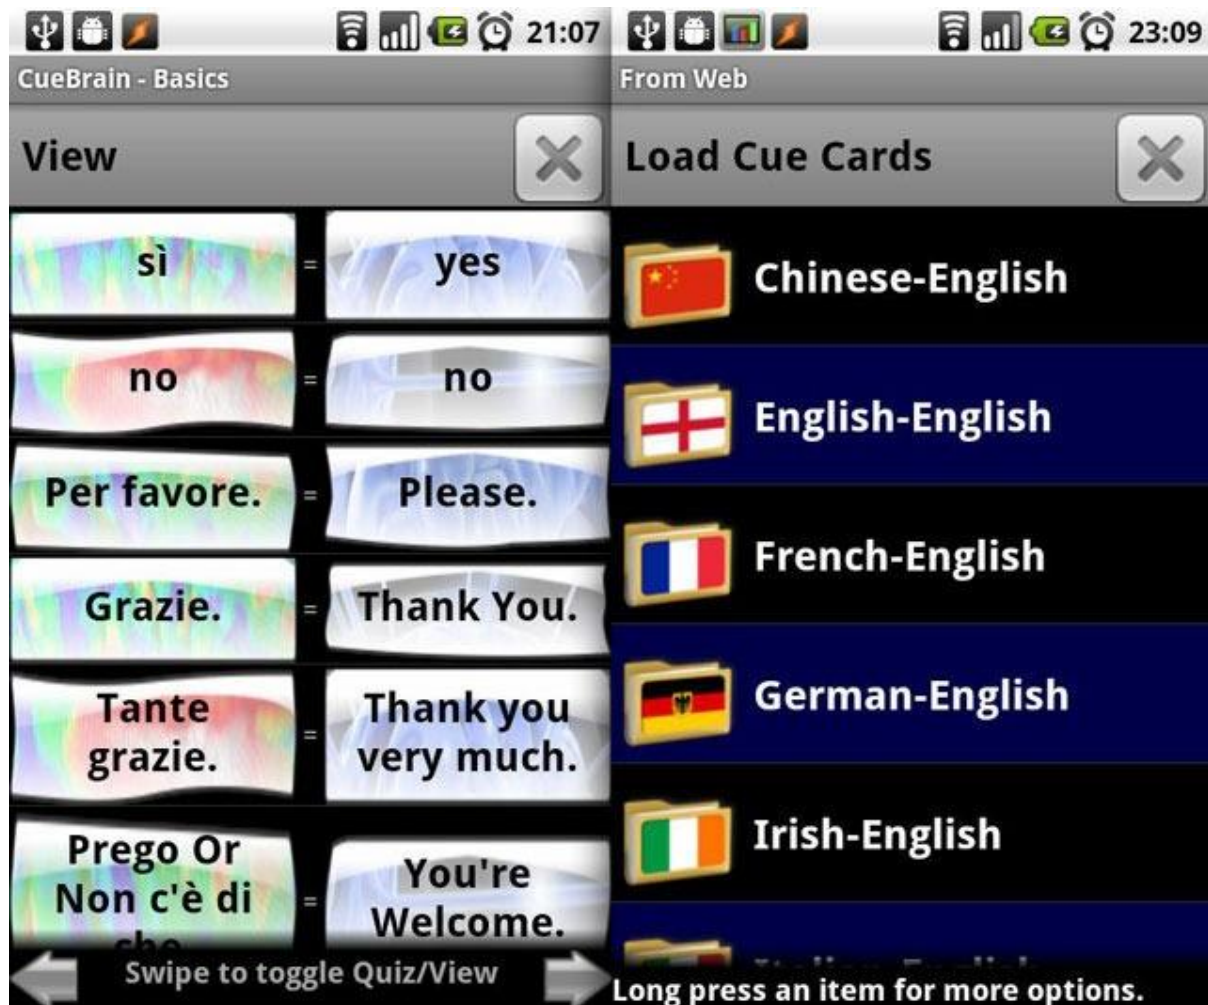 21:07
CueBrain - Basics
View
sì = yes
no = no
Per favore. = Please.
Grazie. = Thank You.
Tante
grazie.
=
Thank you
very much.
Prego Or
Non c'è di
che.
=
You're
Welcome.
Swipe to toggle Quiz/View
23:09
From Web
Load Cue Cards
Chinese-English
English-English
French-English
German-English
Irish-English
Italian-English
Long press an item for more options.